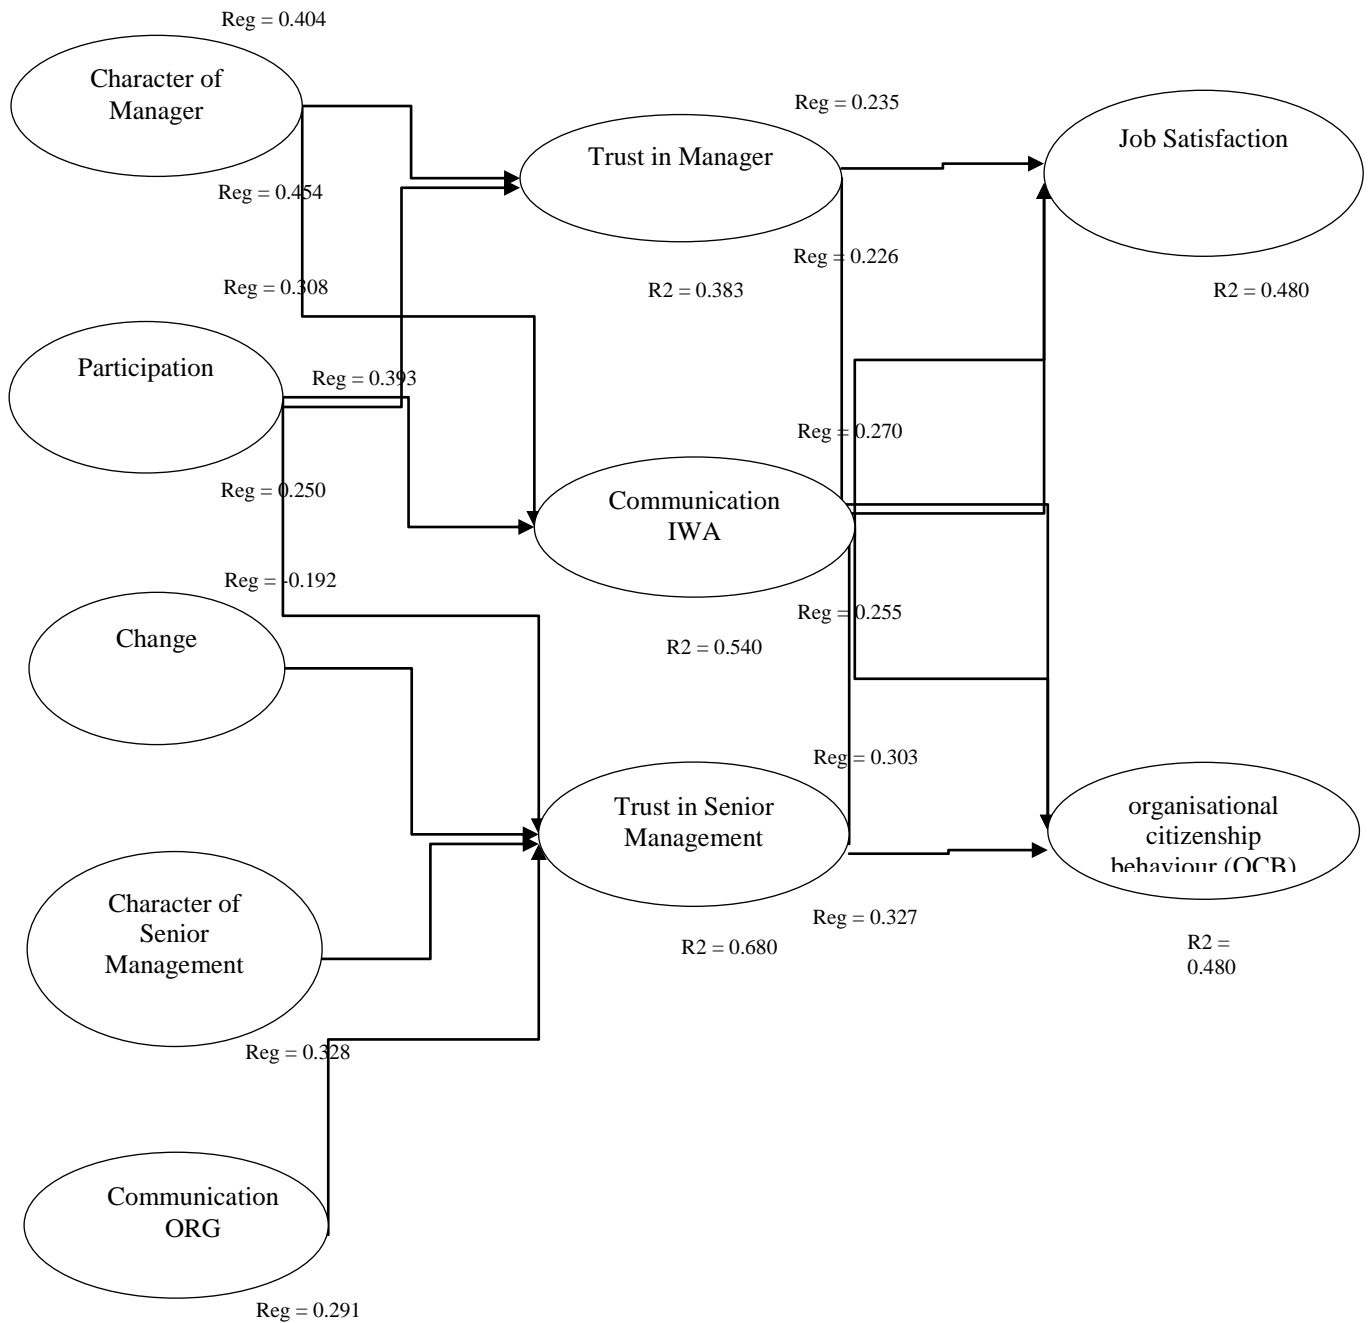 Reg = 0.404
Character of
Manager
Reg = 0.235
Trust in Manager
Job Satisfaction
Reg = 0.454
Reg = 0.226
Reg = 0.308
R2 = 0.383
R2 = 0.480
Participation
Reg = 0.393
Reg = 0.270
Reg = 0.250
Communication
IWA
Reg = -0.192
Reg = 0.255
Change
R2 = 0.540
Reg = 0.303
Trust in Senior
Management
organisational
citizenship
behaviour (OCB)
Character of
Senior
Management
Reg = 0.327
R2 = 0.680
R2 =
0.480
Reg = 0.328
Communication
ORG
Reg = 0.291